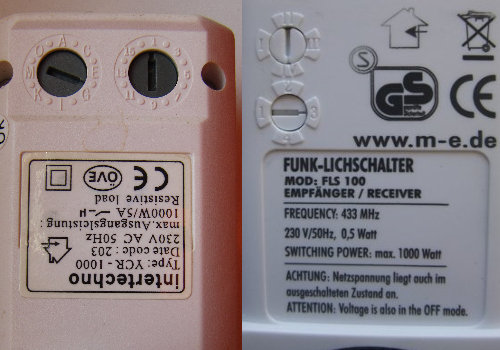 intertechno
Type: YCR - 1000
Date code : 203
230V AC 50Hz
max. Ausgangsleistung :
1000W/5A
Resistive load
ÖVE CE
S GS
CE
www.m-e.de
FUNK-LICHSCHALTER
MOD: FLS 100
EMPFÄNGER / RECEIVER
FREQUENCY: 433 MHz
230 V/50Hz, 0,5 Watt
SWITCHING POWER: max. 1000 Watt
ACHTUNG: Netzspannung liegt auch im
ausgeschalteten Zustand an.
ATTENTION: Voltage is also in the OFF mode.